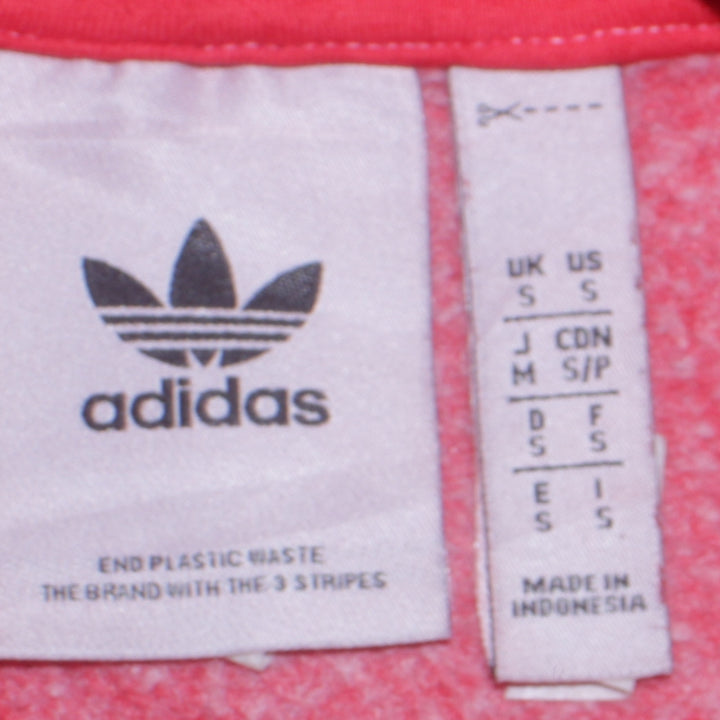 adidas
END PLASTIC WASTE
THE BRAND WITH THE 3 STRIPES
UK US
S S
J CDN
M S/P
D F
S S
E I
S S
MADE IN
INDONESIA